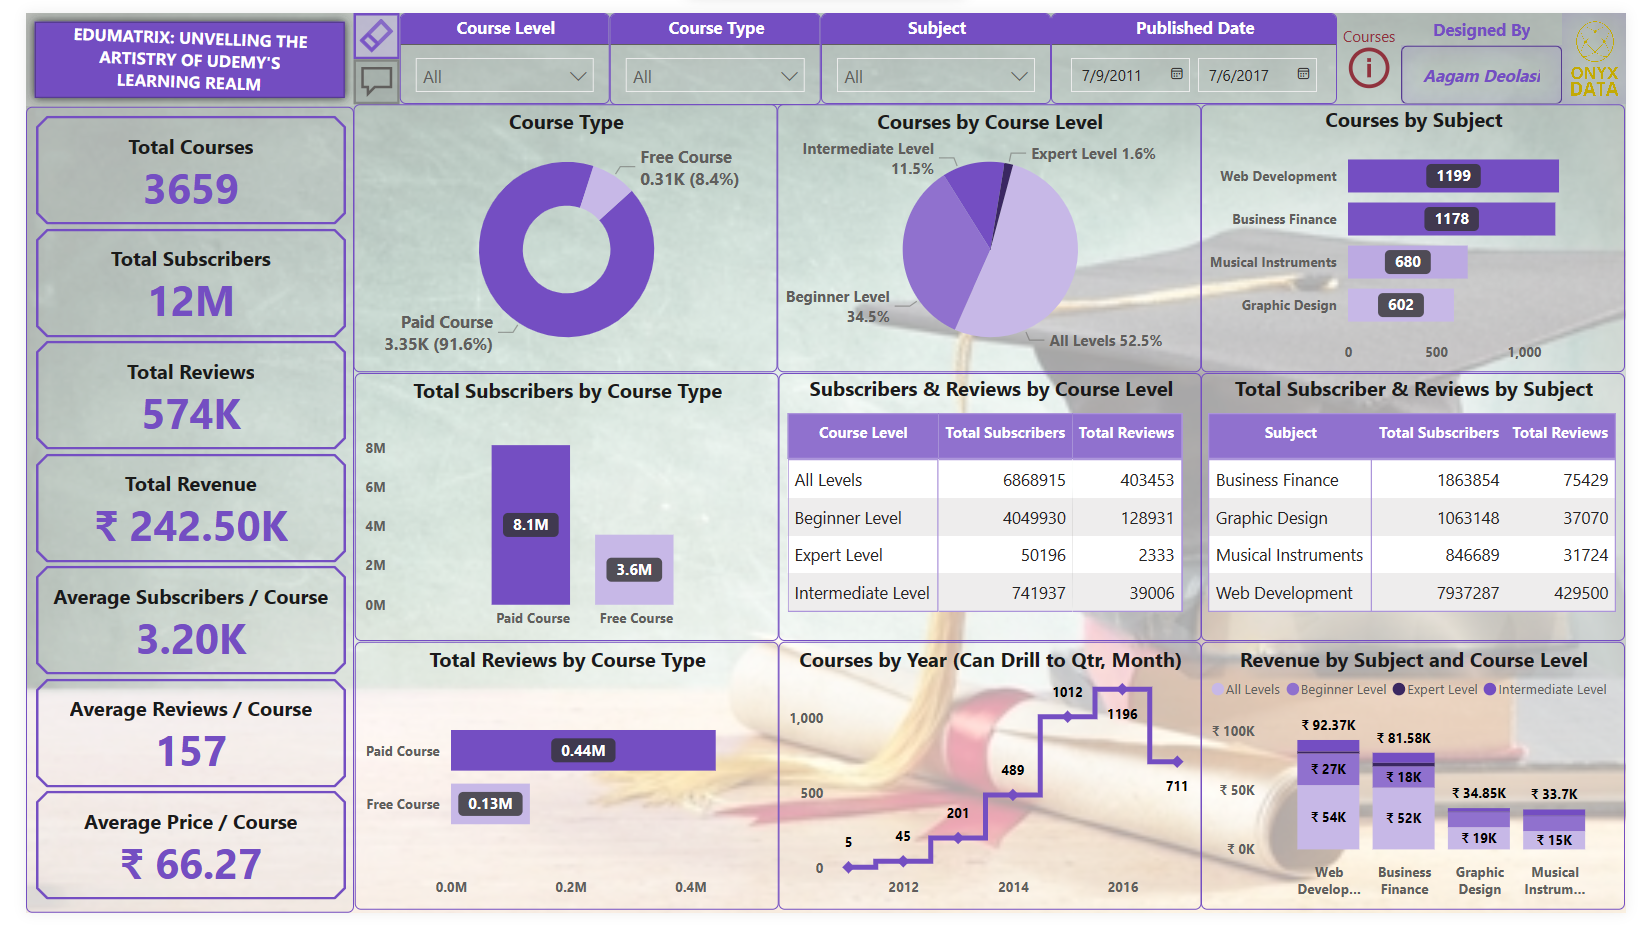 EDUMATRIX: UNVELLING THE
ARTISTRY OF UDEMY'S
LEARNING REALM
Course Level
All
Course Type
All
Subject
All
Published Date
7/9/2011
7/6/2017
Courses
i
Designed By
Aagam Deolasi
ONYX
DATA
Total Courses
3659
Total Subscribers
12M
Total Reviews
574K
Total Revenue
₹ 242.50K
Average Subscribers / Course
3.20K
Average Reviews / Course
157
Average Price / Course
₹ 66.27
Course Type
Free Course
0.31K (8.4%)
Paid Course
3.35K (91.6%)
Courses by Course Level
Intermediate Level
11.5%
Expert Level 1.6%
Beginner Level
34.5%
All Levels 52.5%
Courses by Subject
Web Development
1199
Business Finance
1178
Musical Instruments
680
Graphic Design
602
0
500
1,000
Total Subscribers by Course Type
8M
6M
4M
2M
0M
8.1M
3.6M
Paid Course
Free Course
Subscribers & Reviews by Course Level
Course Level Total Subscribers Total Reviews
All Levels 6868915 403453
Beginner Level 4049930 128931
Expert Level 50196 2333
Intermediate Level 741937 39006
Total Subscriber & Reviews by Subject
Subject Total Subscribers Total Reviews
Business Finance 1863854 75429
Graphic Design 1063148 37070
Musical Instruments 846689 31724
Web Development 7937287 429500
Total Reviews by Course Type
Paid Course
0.44M
Free Course
0.13M
0.0M
0.2M
0.4M
Courses by Year (Can Drill to Qtr, Month)
1,000
500
0
5
45
201
489
1012
1196
711
2012
2014
2016
Revenue by Subject and Course Level
All Levels Beginner Level Expert Level Intermediate Level
₹ 100K
₹ 50K
₹ 0K
₹ 92.37K
₹ 27K
₹ 54K
₹ 81.58K
₹ 18K
₹ 52K
₹ 34.85K
₹ 19K
₹ 33.7K
₹ 15K
Web
Develop...
Business
Finance
Graphic
Design
Musical
Instrum...